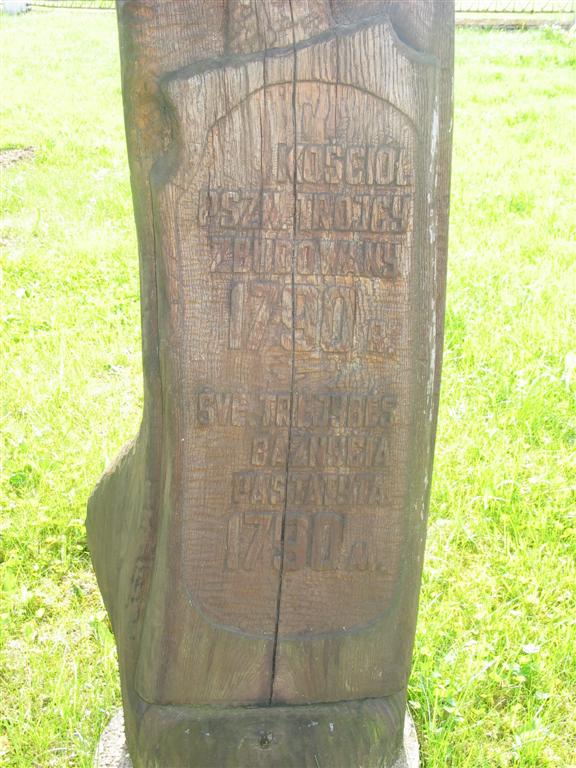 KOŚCIÓŁ
PSZN. TRÓJCY
ZBUDOWANY
1790 R.
ŠVČ. TREJYBĖS
BAŽNYČIA
PASTATYTA
1790 M.